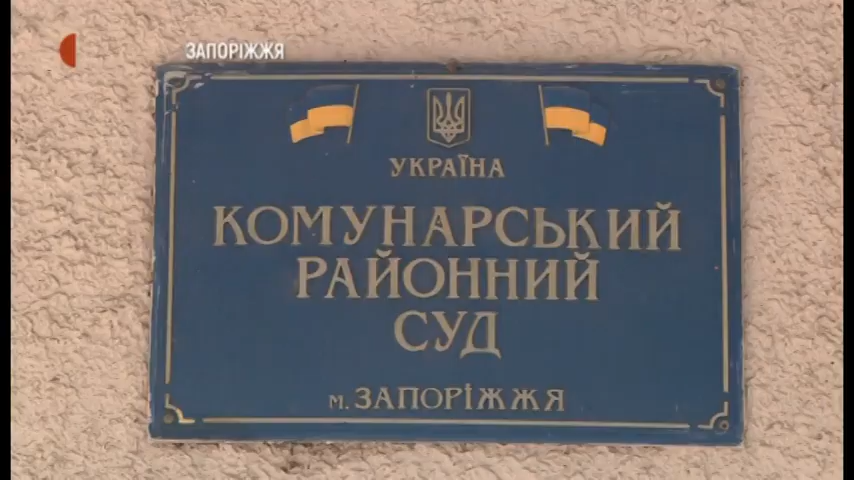 ЗАПОРІЖЖЯ
УКРАЇНА
КОМУНАРСЬКИЙ
РАЙОННИЙ
СУД
м. ЗАПОРІЖЖЯ